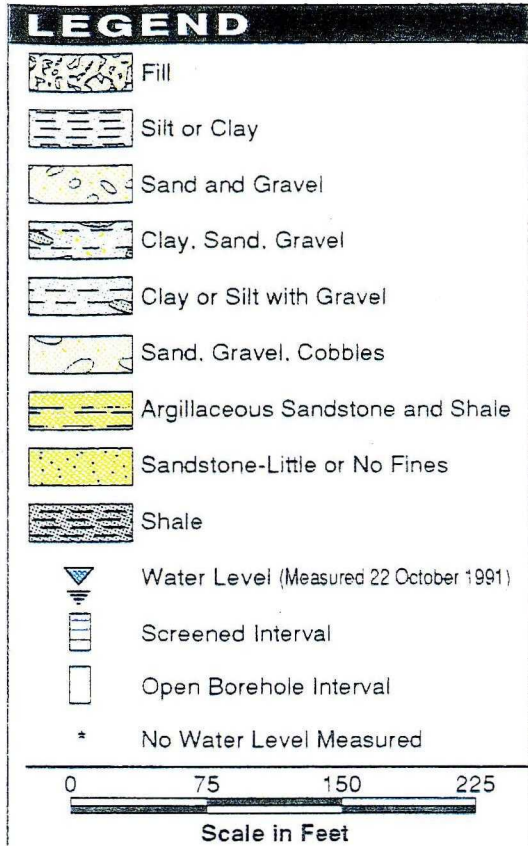 LEGEND
Fill
Silt or Clay
Sand and Gravel
Clay, Sand, Gravel
Clay or Silt with Gravel
Sand, Gravel, Cobbles
Argillaceous Sandstone and Shale
Sandstone-Little or No Fines
Shale
Water Level (Measured 22 October 1991)
Screened Interval
Open Borehole Interval
* No Water Level Measured
0 75 150 225
Scale in Feet